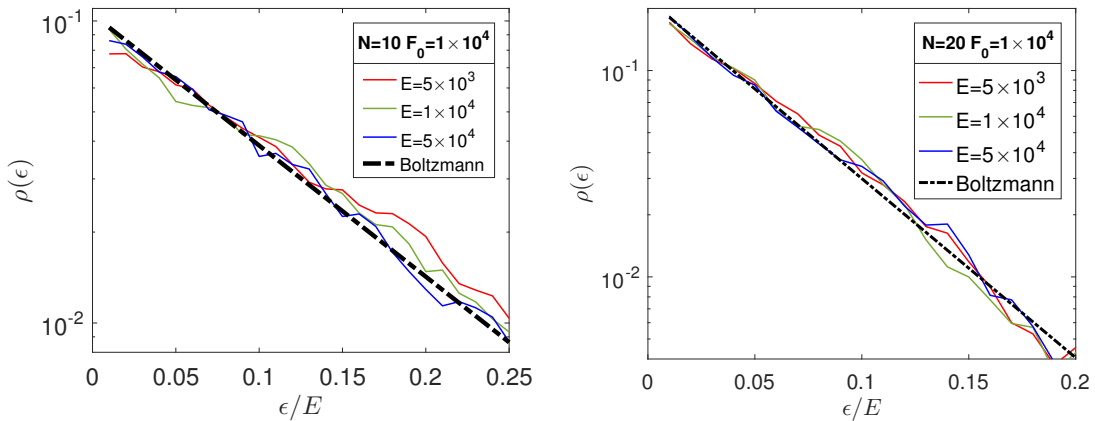 10⁻¹
10⁻²
ρ(ϵ)
N=10 F₀=1×10⁴
E=5×10³
E=1×10⁴
E=5×10⁴
Boltzmann
0 0.05 0.1 0.15 0.2 0.25
ϵ/E
10⁻¹
10⁻²
ρ(ϵ)
N=20 F₀=1×10⁴
E=5×10³
E=1×10⁴
E=5×10⁴
Boltzmann
0 0.05 0.1 0.15 0.2
ϵ/E